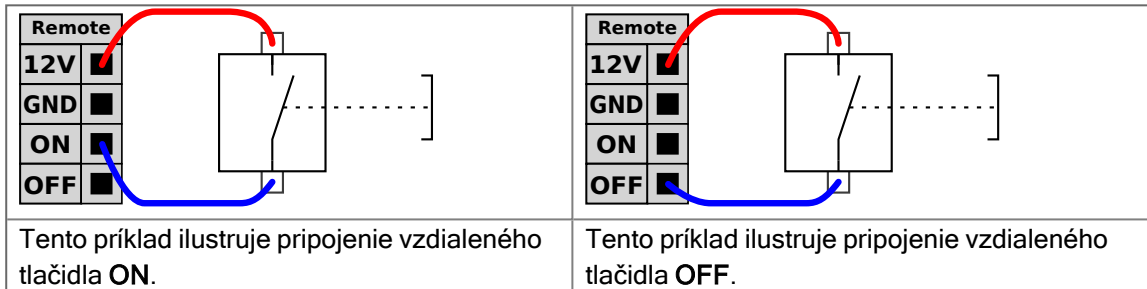 Remote
12V
GND
ON
OFF
Tento príklad ilustruje pripojenie vzdialeného
tlačidla ON.
Remote
12V
GND
ON
OFF
Tento príklad ilustruje pripojenie vzdialeného
tlačidla OFF.